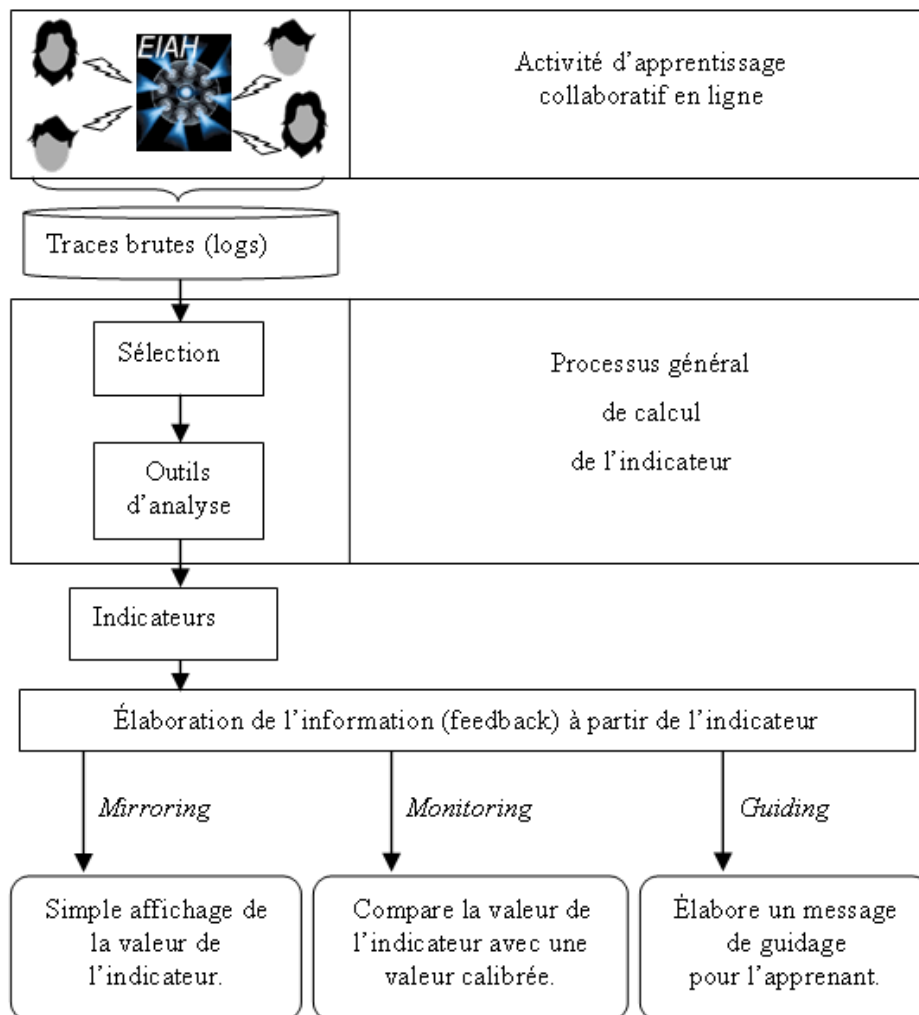 EIAH
Activité d'apprentissage
collaboratif en ligne
Traces brutes (logs)
Sélection
Processus général
de calcul
de l'indicateur
Outils
d'analyse
Indicateurs
Élaboration de l'information (feedback) à partir de l'indicateur
Mirroring
Monitoring
Guiding
Simple affichage de
la valeur de
l'indicateur.
Compare la valeur de
l'indicateur avec une
valeur calibrée.
Élabore un message
de guidage
pour l'apprenant.